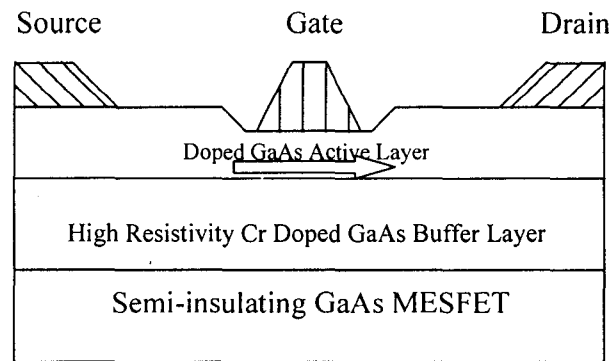 Source Gate Drain
Doped GaAs Active Layer
High Resistivity Cr Doped GaAs Buffer Layer
Semi-insulating GaAs MESFET